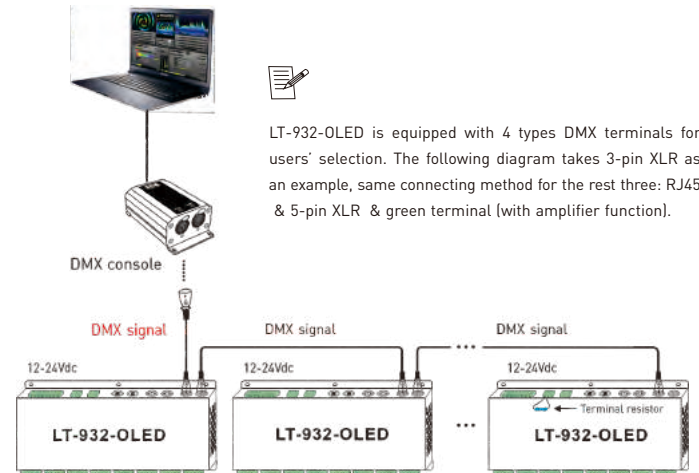 LT-932-OLED is equipped with 4 types DMX terminals for
users' selection. The following diagram takes 3-pin XLR as
an example, same connecting method for the rest three: RJ45
& 5-pin XLR & green terminal (with amplifier function).
DMX console
DMX signal
DMX signal
DMX signal
12-24Vdc
12-24Vdc
12-24Vdc
Terminal resistor
LT-932-OLED
LT-932-OLED
LT-932-OLED